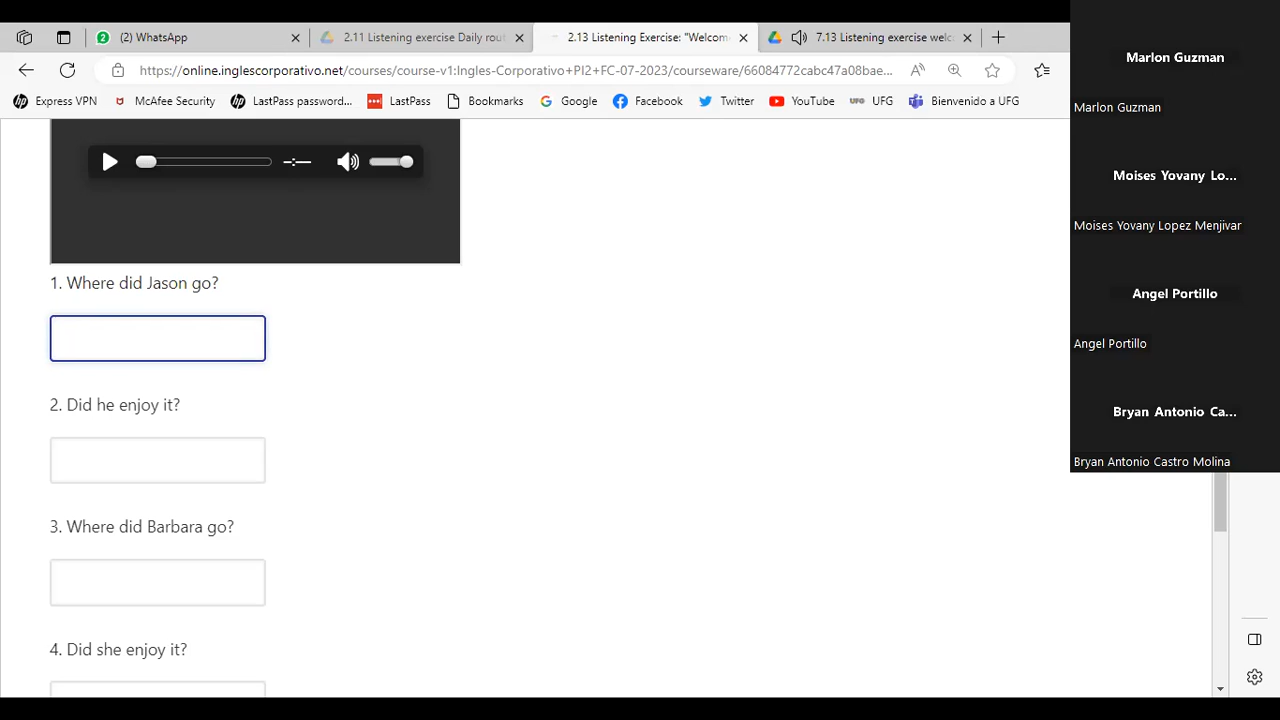 2
(2) WhatsApp
2.11 Listening exercise Daily rout
2.13 Listening Exercise: "Welcom
7.13 Listening exercise welc
https://online.inglescorporativo.net/courses/course-v1:Ingles-Corporativo+PI2+FC-07-2023/courseware/66084772cabc47a08bae...
Express VPN
McAfee Security
LastPass password...
LastPass
Bookmarks
Google
Facebook
Twitter
YouTube
UFG
UFG
Bienvenido a UFG
-:--
1. Where did Jason go?
2. Did he enjoy it?
3. Where did Barbara go?
4. Did she enjoy it?
Marlon Guzman
Marlon Guzman
Moises Yovany Lo...
Moises Yovany Lopez Menjivar
Angel Portillo
Angel Portillo
Bryan Antonio Ca...
Bryan Antonio Castro Molina